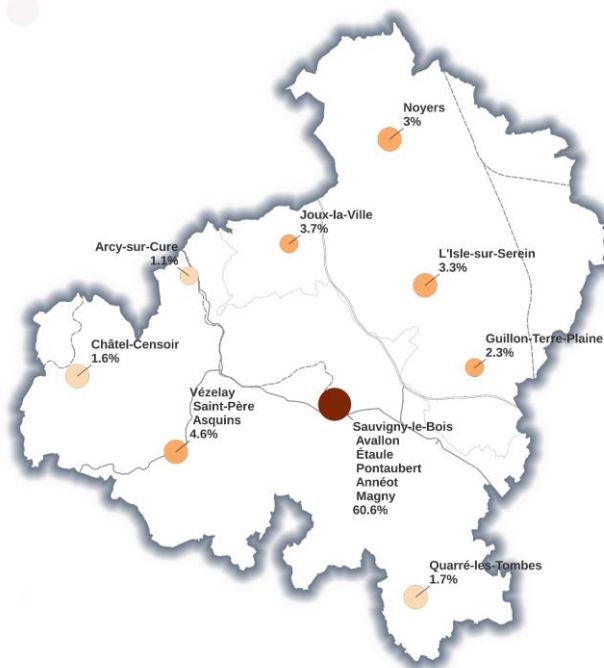 Noyers
3%
Joux-la-Ville
3.7%
Arcy-sur-Cure
1.1%
L'Isle-sur-Serein
3.3%
Guillon-Terre-Plaine
2.3%
Châtel-Censoir
1.6%
Vézelay
Saint-Père
Asquins
4.6%
Sauvigny-le-Bois
Avallon
Étaule
Pontaubert
Annéot
Magny
60.6%
Quarré-les-Tombes
1.7%